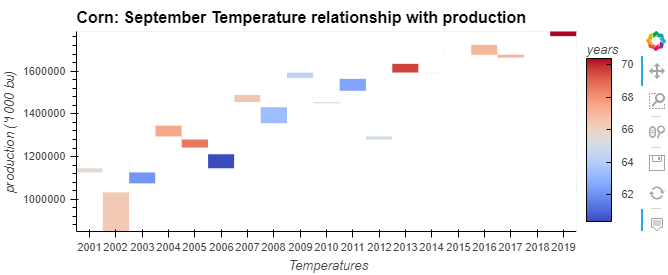 Corn: September Temperature relationship with production
years
70
68
66
64
62
production ('1000 bu)
1600000
1400000
1200000
1000000
2001 2002 2003 2004 2005 2006 2007 2008 2009 2010 2011 2012 2013 2014 2015 2016 2017 2018 2019
Temperatures